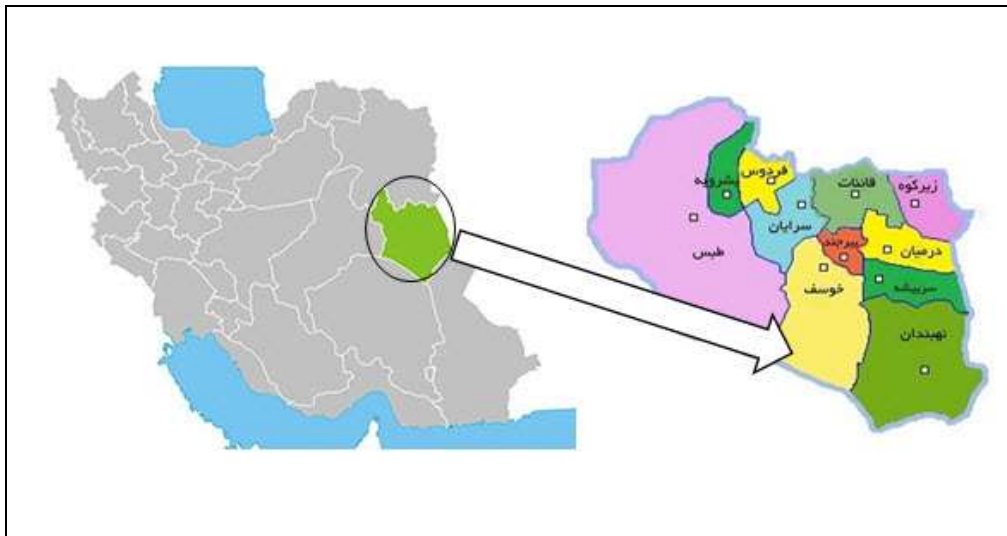 فردوس
بشرویه
قائنات
زیرکوه
سرایان
طبس
بیرجند
درمیان
خوسف
سربیشه
نهبندان